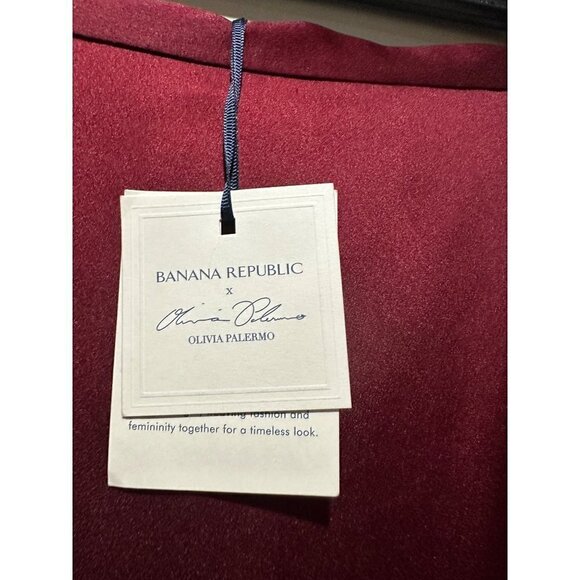 BANANA REPUBLIC
x
Olivia Palermo
OLIVIA PALERMO
fashion and
femininity together for a timeless look.